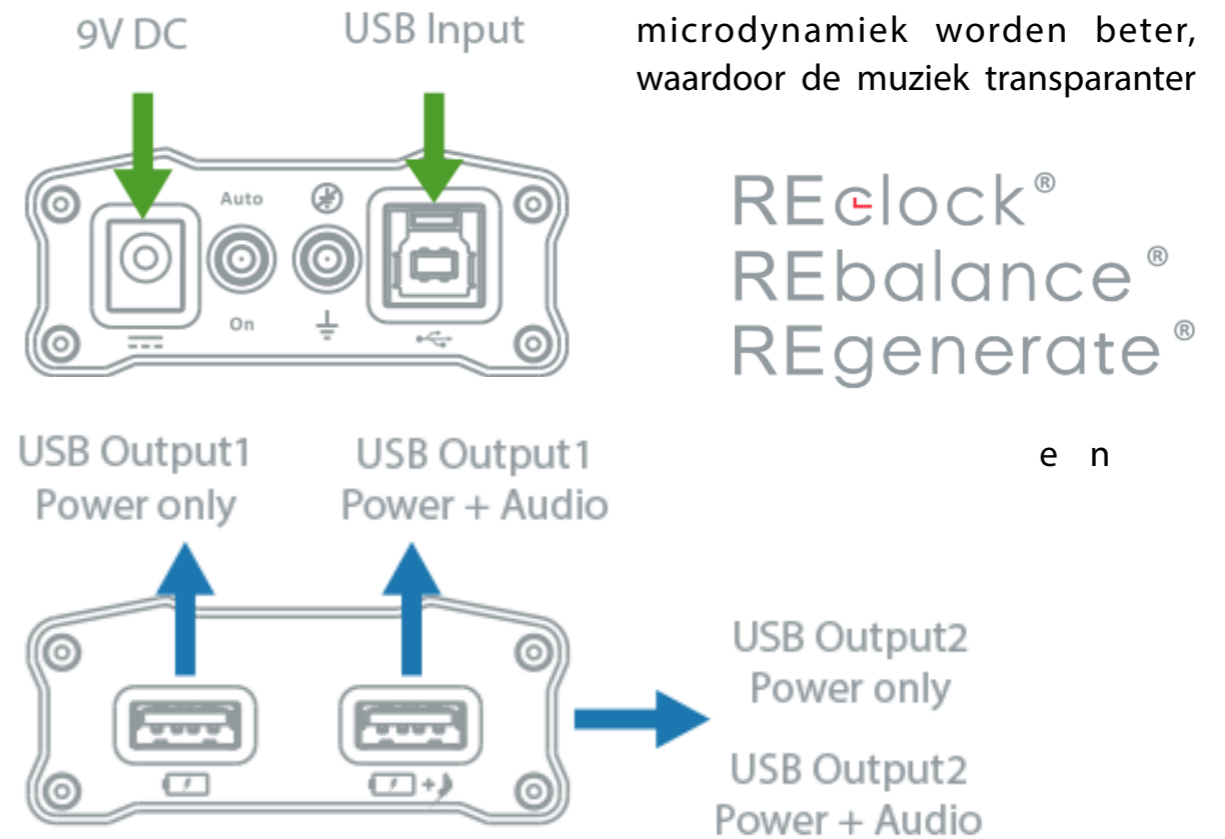 9V DC
USB Input
microdynamiek worden beter,
waardoor de muziek transparanter
Auto
On
REclock®
REbalance®
REgenerate®
e n
USB Output1
Power only
USB Output1
Power + Audio
USB Output2
Power only
USB Output2
Power + Audio